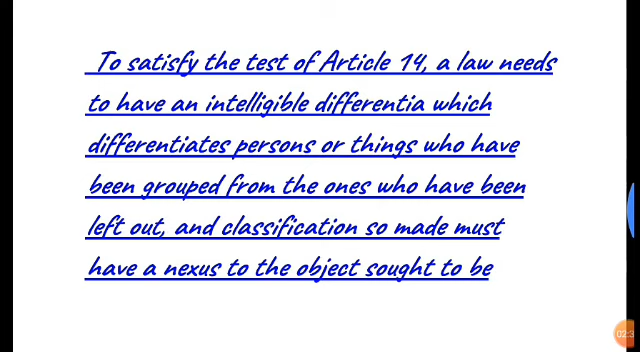 To satisfy the test of Article 14, a law needs
to have an intelligible differentia which
differentiates persons or things who have
been grouped from the ones who have been
left out, and classification so made must
have a nexus to the object sought to be
02:3